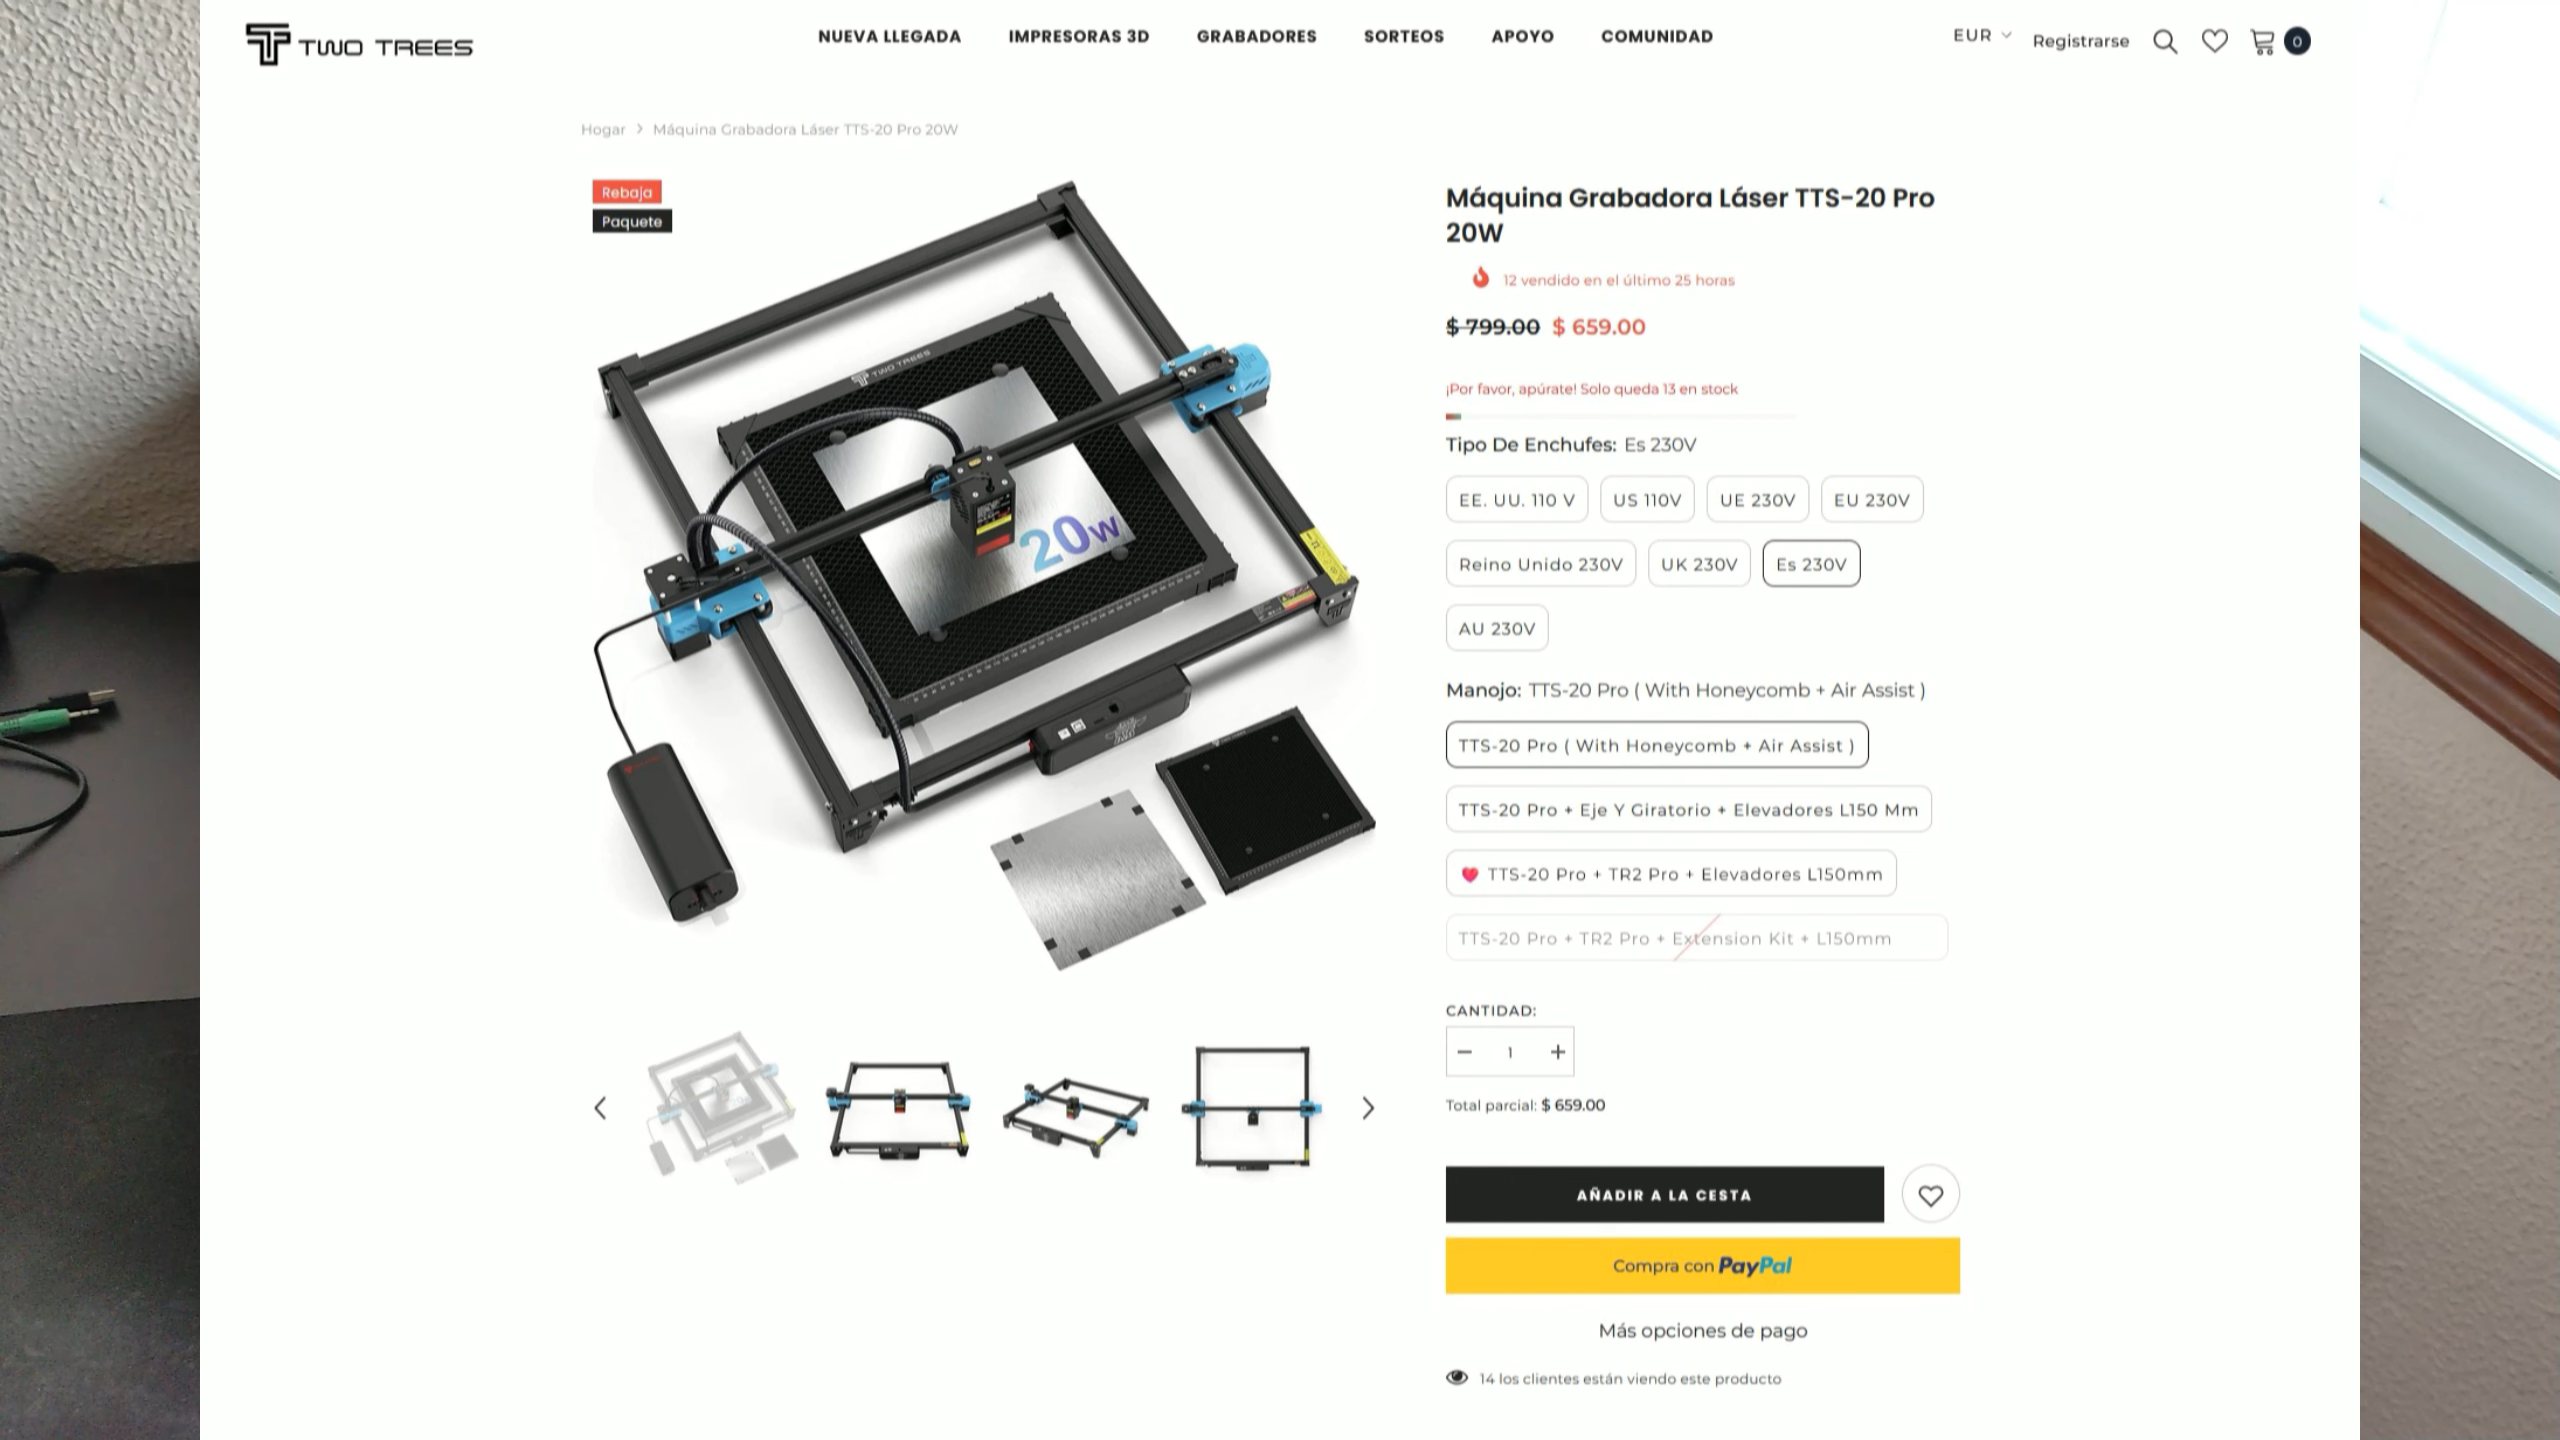 TWO TREES
NUEVA LLEGADA
IMPRESORAS 3D
GRABADORES
SORTEOS
APOYO
COMUNIDAD
EUR
Registrarse
0
Hogar > Máquina Grabadora Láser TTS-20 Pro 20W
Rebaja
Paquete
TWO TREES
20w
Máquina Grabadora Láser TTS-20 Pro
20W
12 vendido en el último 25 horas
$ 799.00 $ 659.00
¡Por favor, apúrate! Solo queda 13 en stock
Tipo De Enchufes: Es 230V
EE. UU. 110 V
US 110V
UE 230V
EU 230V
Reino Unido 230V
UK 230V
Es 230V
AU 230V
Manojo: TTS-20 Pro ( With Honeycomb + Air Assist )
TTS-20 Pro ( With Honeycomb + Air Assist )
TTS-20 Pro + Eje Y Giratorio + Elevadores L150 Mm
TTS-20 Pro + TR2 Pro + Elevadores L150mm
TTS-20 Pro + TR2 Pro + Extension Kit + L150mm
CANTIDAD:
− 1 +
Total parcial: $ 659.00
AÑADIR A LA CESTA
Compra con PayPal
Más opciones de pago
14 los clientes están viendo este producto